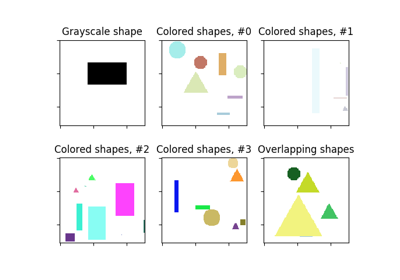 Grayscale shape
Colored shapes, #0
Colored shapes, #1
Colored shapes, #2
Colored shapes, #3
Overlapping shapes